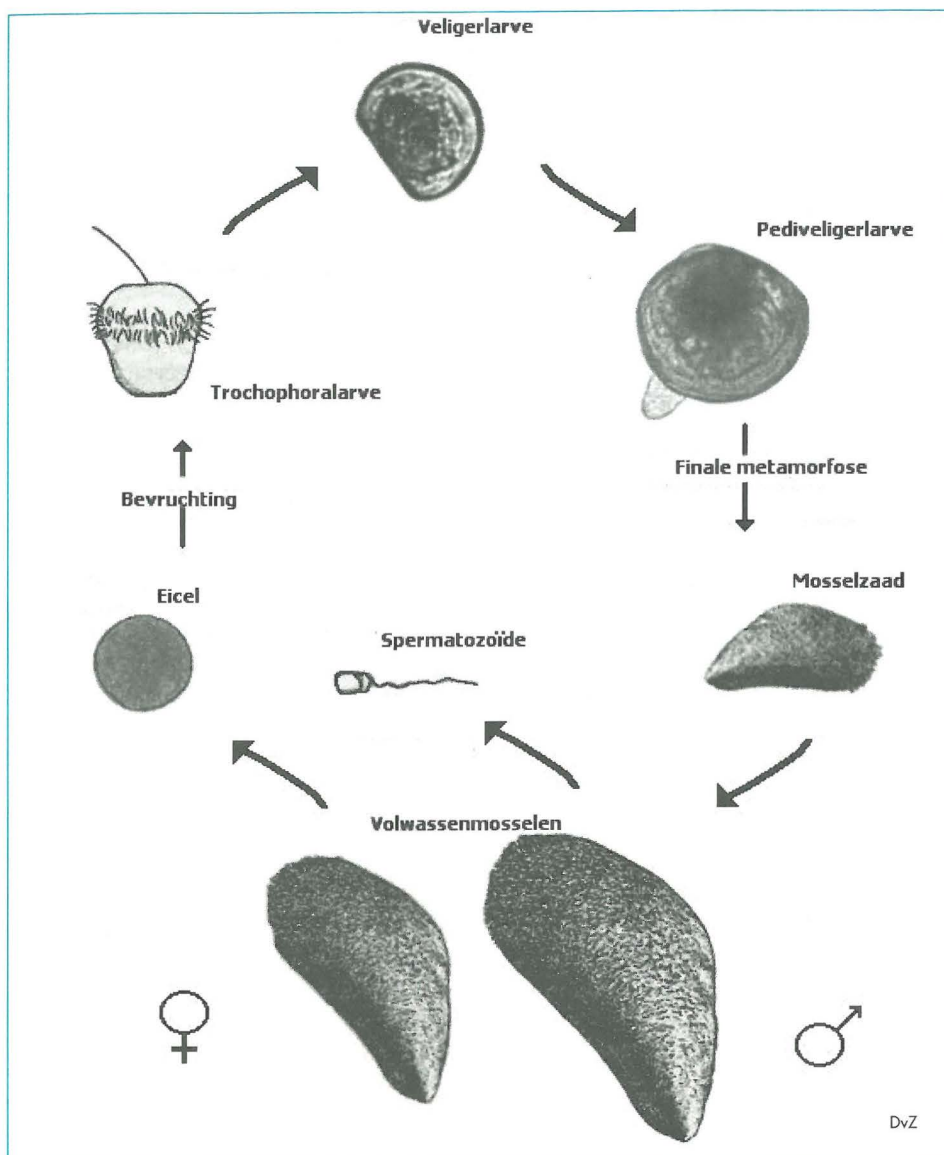 Veligerlarve
Pediveligerlarve
Trochophoralarve
Finale metamorfose
Bevruchting
Mosselzaad
Eicel
Spermatozoïde
Volwassenmosselen
DvZ